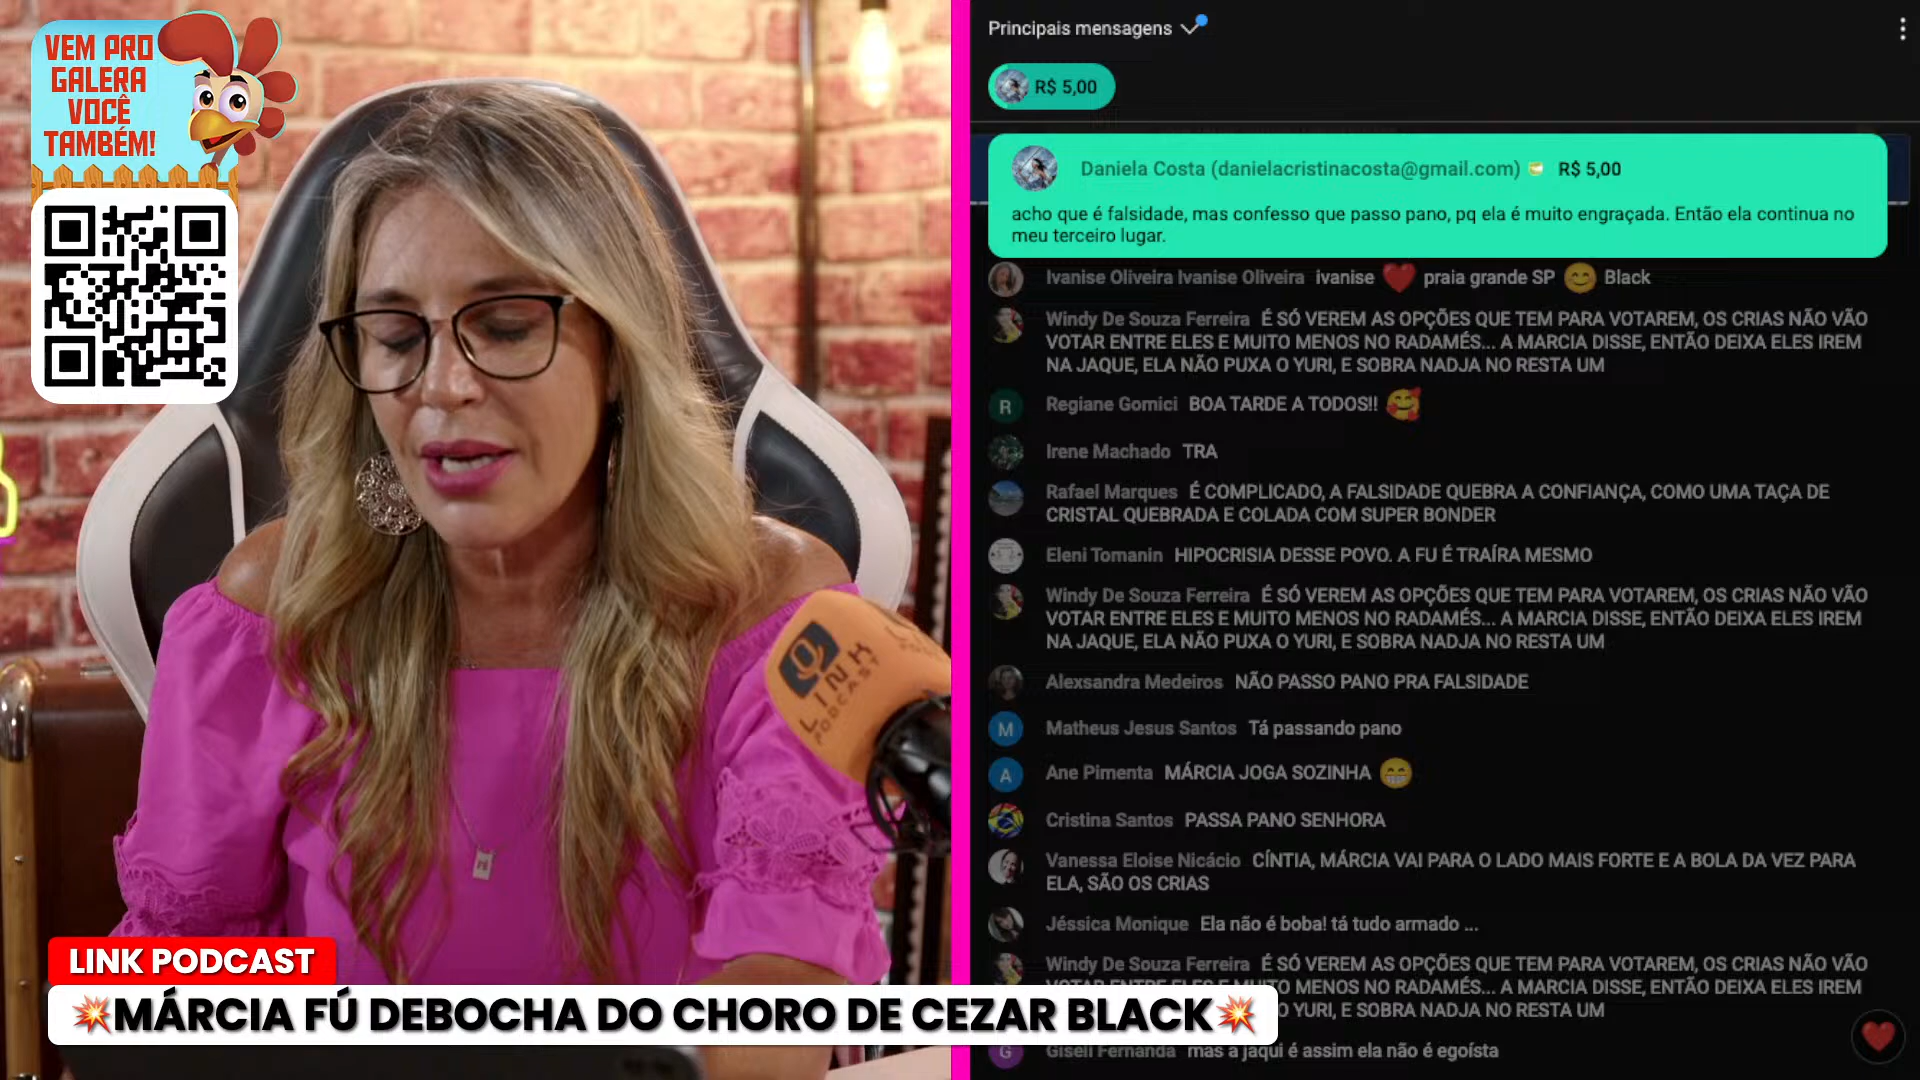 VEM PRO
GALERA
VOCÊ
TAMBÉM!
LINK
PODCAST
LINK PODCAST
💥MÁRCIA FÚ DEBOCHA DO CHORO DE CEZAR BLACK💥
Principais mensagens
R$ 5,00
Daniela Costa (danielacristinacosta@gmail.com) R$ 5,00
acho que é falsidade, mas confesso que passo pano, pq ela é muito engraçada. Então ela continua no
meu terceiro lugar.
Ivanise Oliveira Ivanise Oliveira ivanise ❤️ praia grande SP 😊 Black
Windy De Souza Ferreira É SÓ VEREM AS OPÇÕES QUE TEM PARA VOTAREM, OS CRIAS NÃO VÃO
VOTAR ENTRE ELES E MUITO MENOS NO RADAMÉS... A MARCIA DISSE, ENTÃO DEIXA ELES IREM
NA JAQUE, ELA NÃO PUXA O YURI, E SOBRA NADJA NO RESTA UM
R Regiane Gomici BOA TARDE A TODOS!! 🥰
Irene Machado TRA
Rafael Marques É COMPLICADO, A FALSIDADE QUEBRA A CONFIANÇA, COMO UMA TAÇA DE
CRISTAL QUEBRADA E COLADA COM SUPER BONDER
Eleni Tomanin HIPOCRISIA DESSE POVO. A FU É TRAÍRA MESMO
Windy De Souza Ferreira É SÓ VEREM AS OPÇÕES QUE TEM PARA VOTAREM, OS CRIAS NÃO VÃO
VOTAR ENTRE ELES E MUITO MENOS NO RADAMÉS... A MARCIA DISSE, ENTÃO DEIXA ELES IREM
NA JAQUE, ELA NÃO PUXA O YURI, E SOBRA NADJA NO RESTA UM
Alexsandra Medeiros NÃO PASSO PANO PRA FALSIDADE
M Matheus Jesus Santos Tá passando pano
A Ane Pimenta MÁRCIA JOGA SOZINHA 😁
Cristina Santos PASSA PANO SENHORA
Vanessa Eloise Nicácio CÍNTIA, MÁRCIA VAI PARA O LADO MAIS FORTE E A BOLA DA VEZ PARA
ELA, SÃO OS CRIAS
Jéssica Monique Ela não é boba! tá tudo armado ...
Windy De Souza Ferreira É SÓ VEREM AS OPÇÕES QUE TEM PARA VOTAREM, OS CRIAS NÃO VÃO
MUITO MENOS NO RADAMÉS... A MARCIA DISSE, ENTÃO DEIXA ELES IREM
O YURI, E SOBRA NADJA NO RESTA UM
G Giseli Fernanda mas a jaqui é assim ela não é egoísta